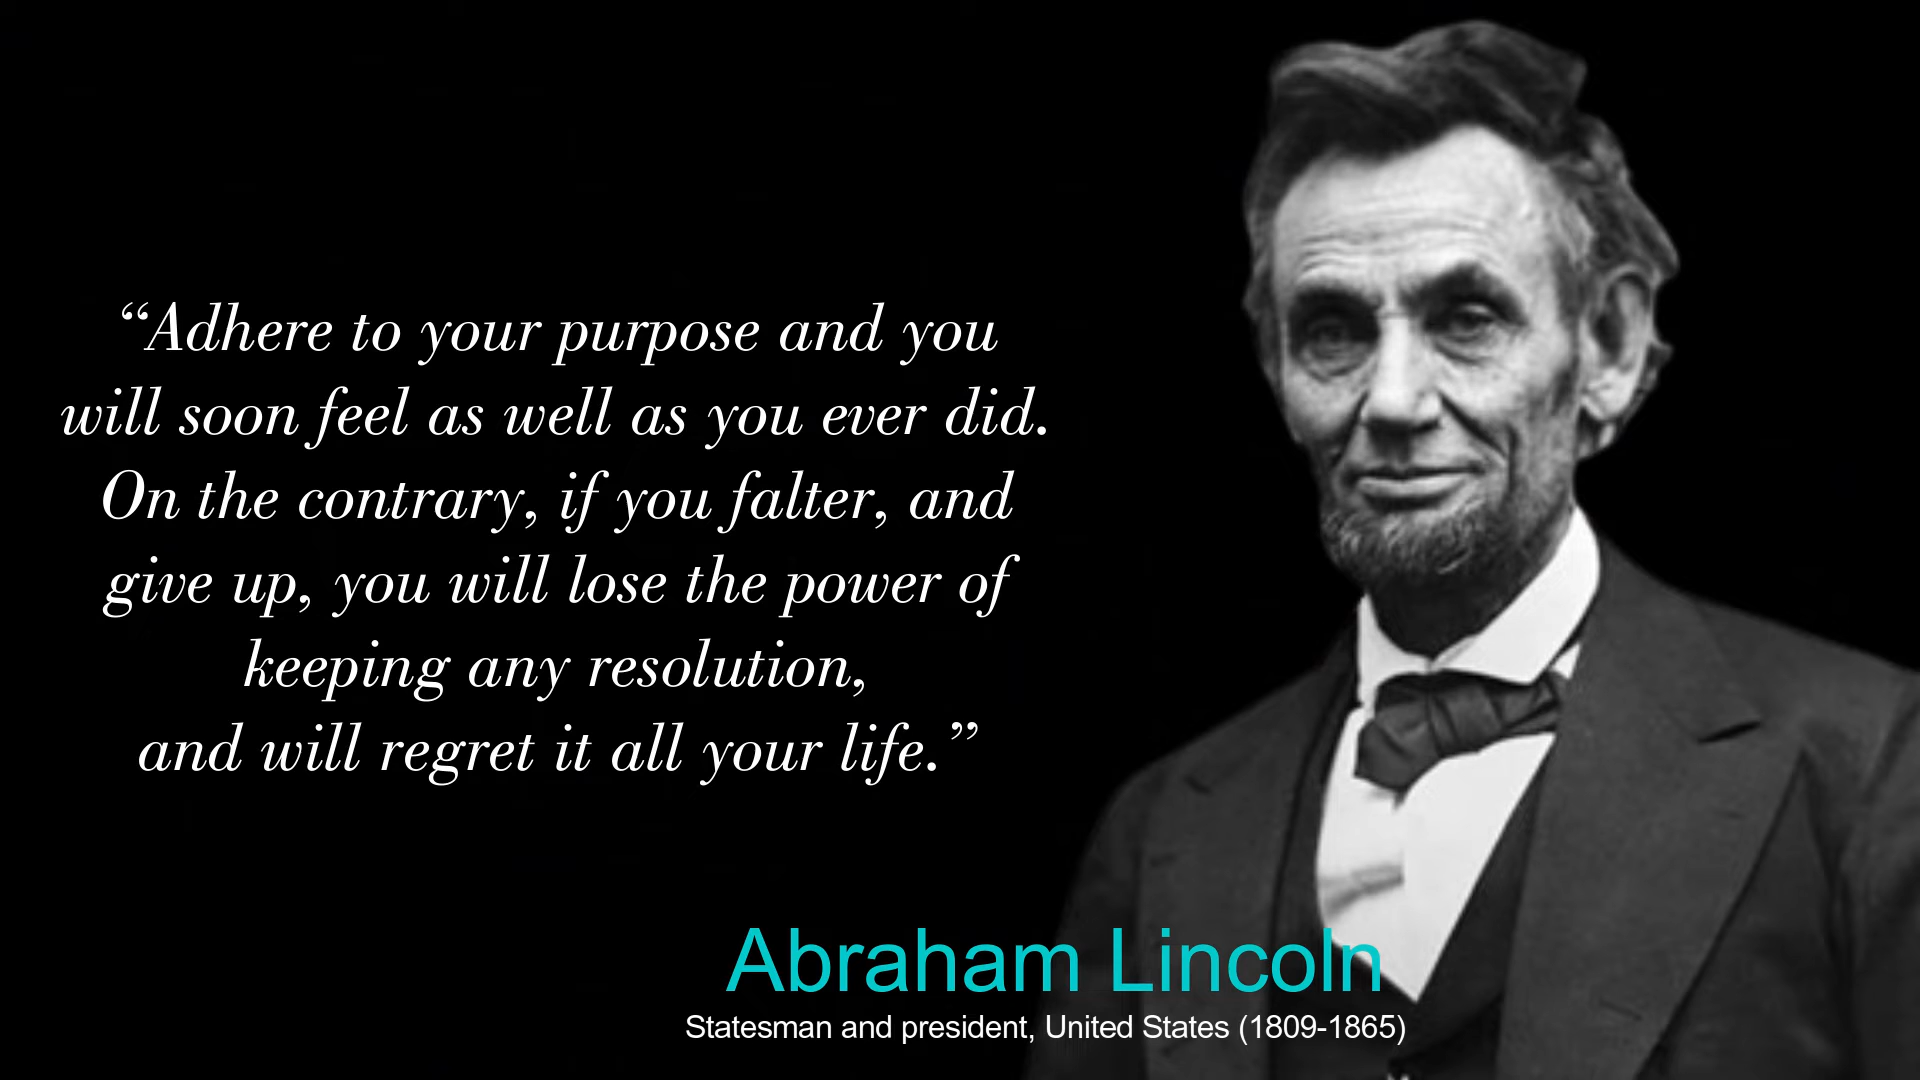 “Adhere to your purpose and you
will soon feel as well as you ever did.
On the contrary, if you falter, and
give up, you will lose the power of
keeping any resolution,
and will regret it all your life.”
Abraham Lincoln
Statesman and president, United States (1809-1865)